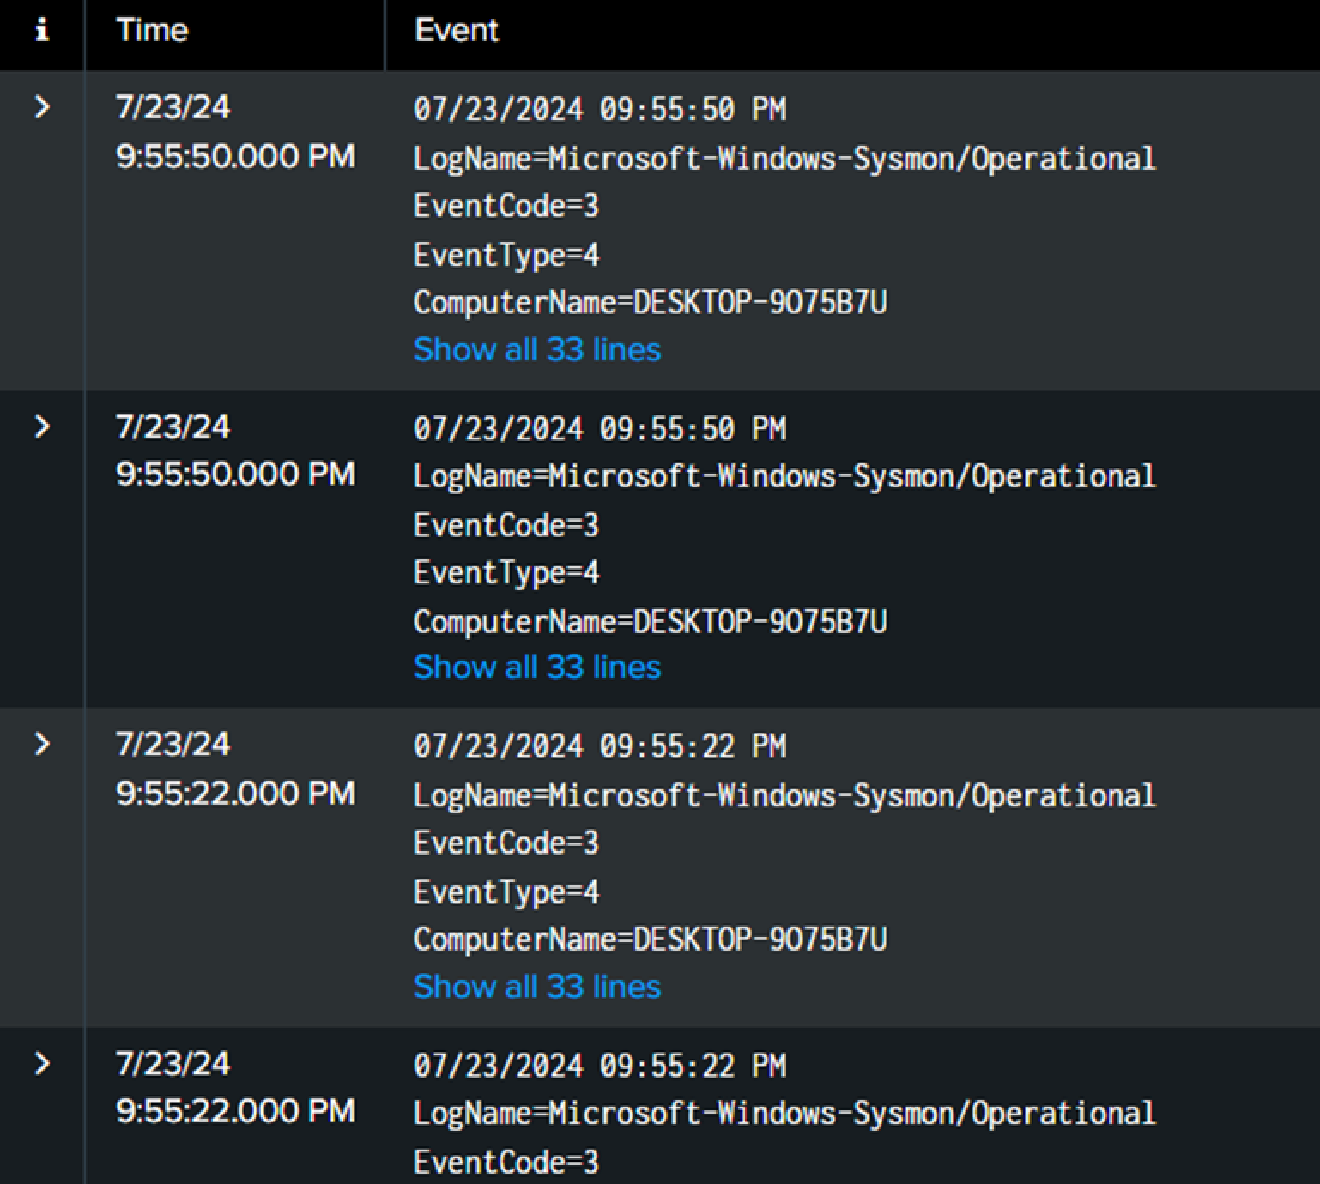 i Time Event
7/23/24
9:55:50.000 PM
07/23/2024 09:55:50 PM
LogName=Microsoft-Windows-Sysmon/Operational
EventCode=3
EventType=4
ComputerName=DESKTOP-9O75B7U
Show all 33 lines
7/23/24
9:55:50.000 PM
07/23/2024 09:55:50 PM
LogName=Microsoft-Windows-Sysmon/Operational
EventCode=3
EventType=4
ComputerName=DESKTOP-9O75B7U
Show all 33 lines
7/23/24
9:55:22.000 PM
07/23/2024 09:55:22 PM
LogName=Microsoft-Windows-Sysmon/Operational
EventCode=3
EventType=4
ComputerName=DESKTOP-9O75B7U
Show all 33 lines
7/23/24
9:55:22.000 PM
07/23/2024 09:55:22 PM
LogName=Microsoft-Windows-Sysmon/Operational
EventCode=3